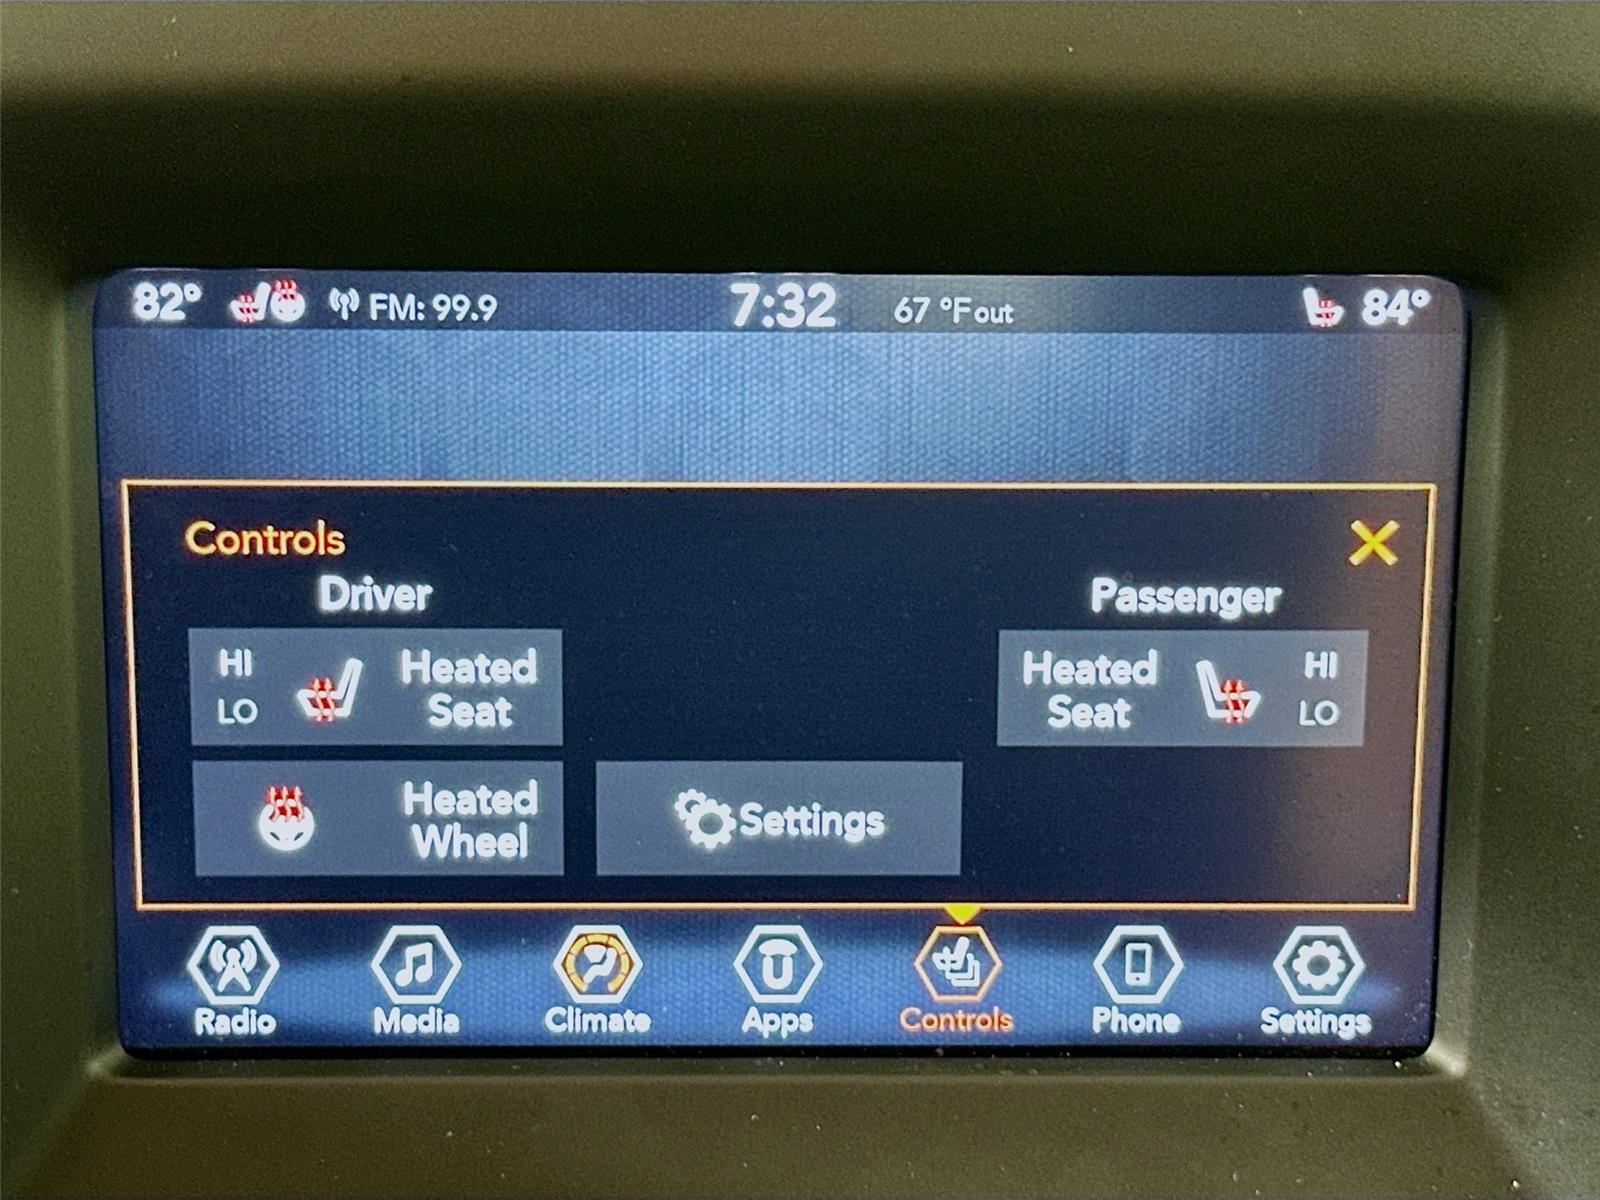 82° FM: 99.9 7:32 67 °F out 84°
Controls
Driver Passenger
HI
LO
Heated
Seat
Heated
Seat
HI
LO
Heated
Wheel
Settings
Radio Media Climate Apps Controls Phone Settings